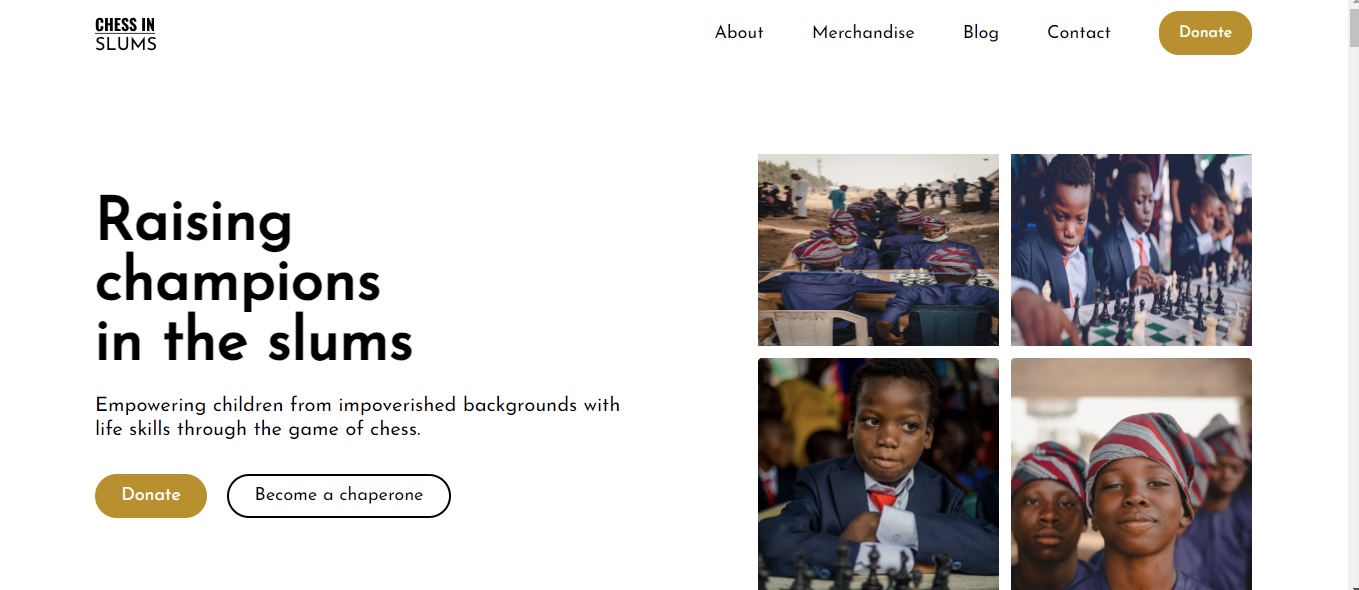 CHESS IN
SLUMS
About Merchandise Blog Contact Donate
Raising
champions
in the slums
Empowering children from impoverished backgrounds with
life skills through the game of chess.
Donate Become a chaperone